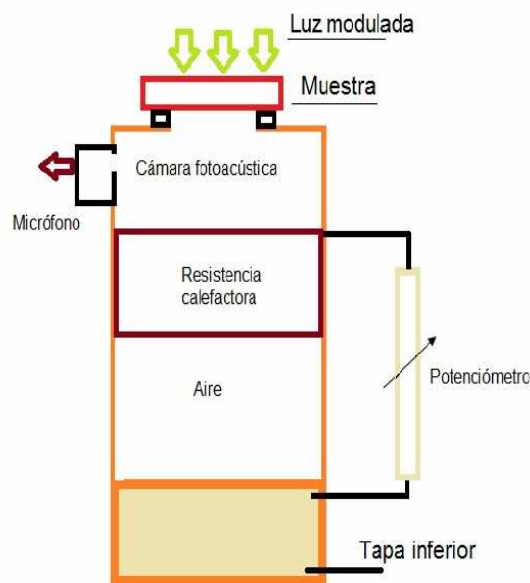 Luz modulada
Muestra
Cámara fotoacústica
Micrófono
Resistencia
calefactora
Aire
Potenciómetro
Tapa inferior